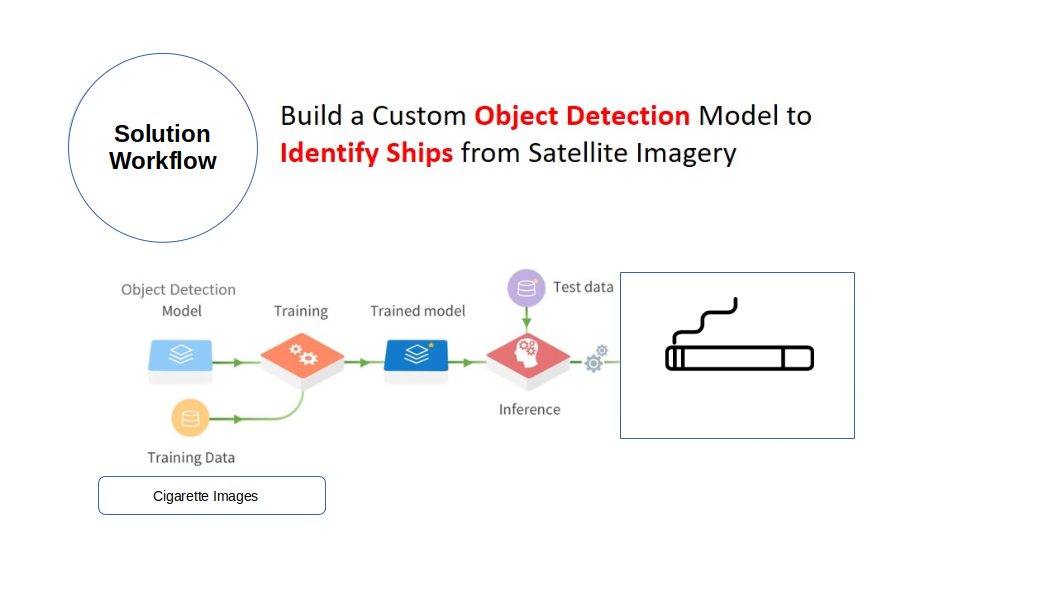 Solution
Workflow
Build a Custom Object Detection Model to
Identify Ships from Satellite Imagery
Object Detection
Model
Training
Trained model
Test data
Inference
Training Data
Cigarette Images